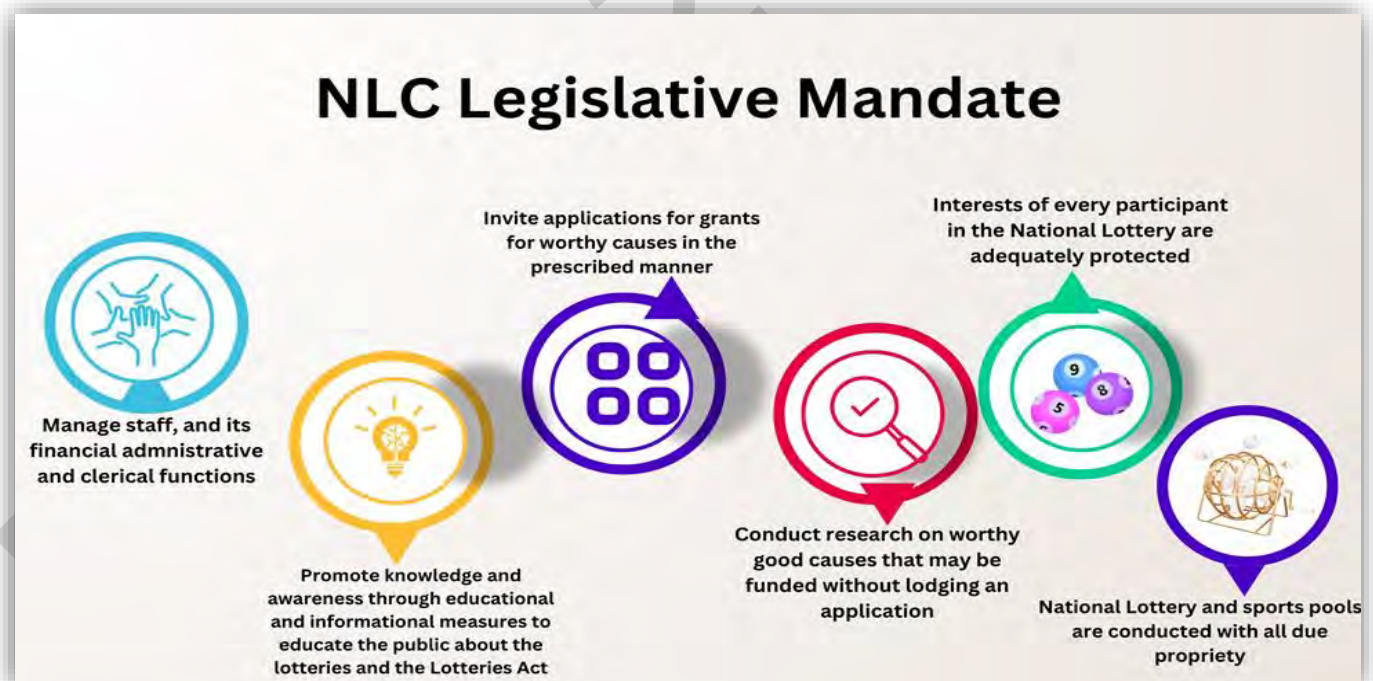 NLC Legislative Mandate
Manage staff, and its
financial admnistrative
and clerical functions
Promote knowledge and
awareness through educational
and informational measures to
educate the public about the
lotteries and the Lotteries Act
Invite applications for grants
for worthy causes in the
prescribed manner
Conduct research on worthy
good causes that may be
funded without lodging an
application
Interests of every participant
in the National Lottery are
adequately protected
9
8
5
National Lottery and sports pools
are conducted with all due
propriety